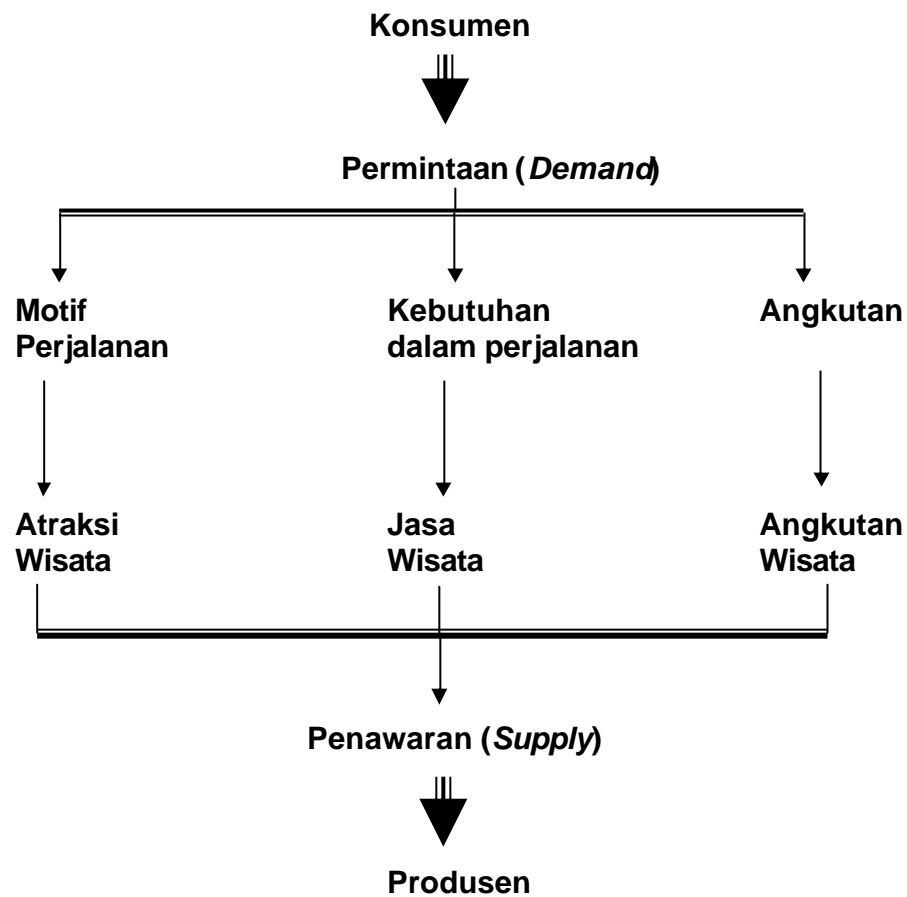 Konsumen
Permintaan (Demand)
Motif
Perjalanan
Kebutuhan
dalam perjalanan
Angkutan
Atraksi
Wisata
Jasa
Wisata
Angkutan
Wisata
Penawaran (Supply)
Produsen